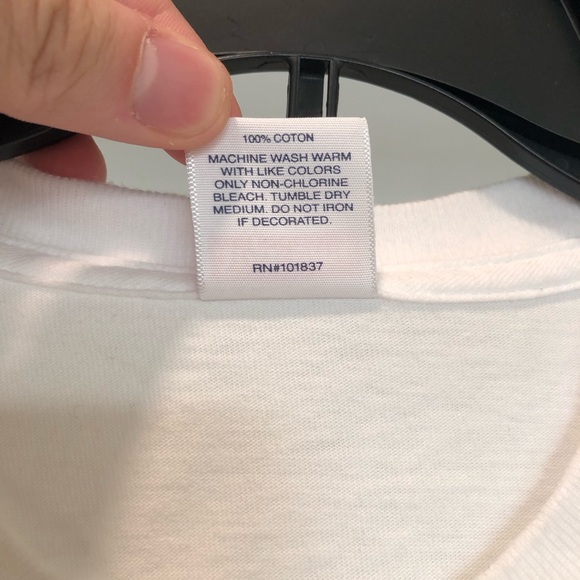 100% COTON
MACHINE WASH WARM
WITH LIKE COLORS
ONLY NON-CHLORINE
BLEACH. TUMBLE DRY
MEDIUM. DO NOT IRON
IF DECORATED.
RN#101837